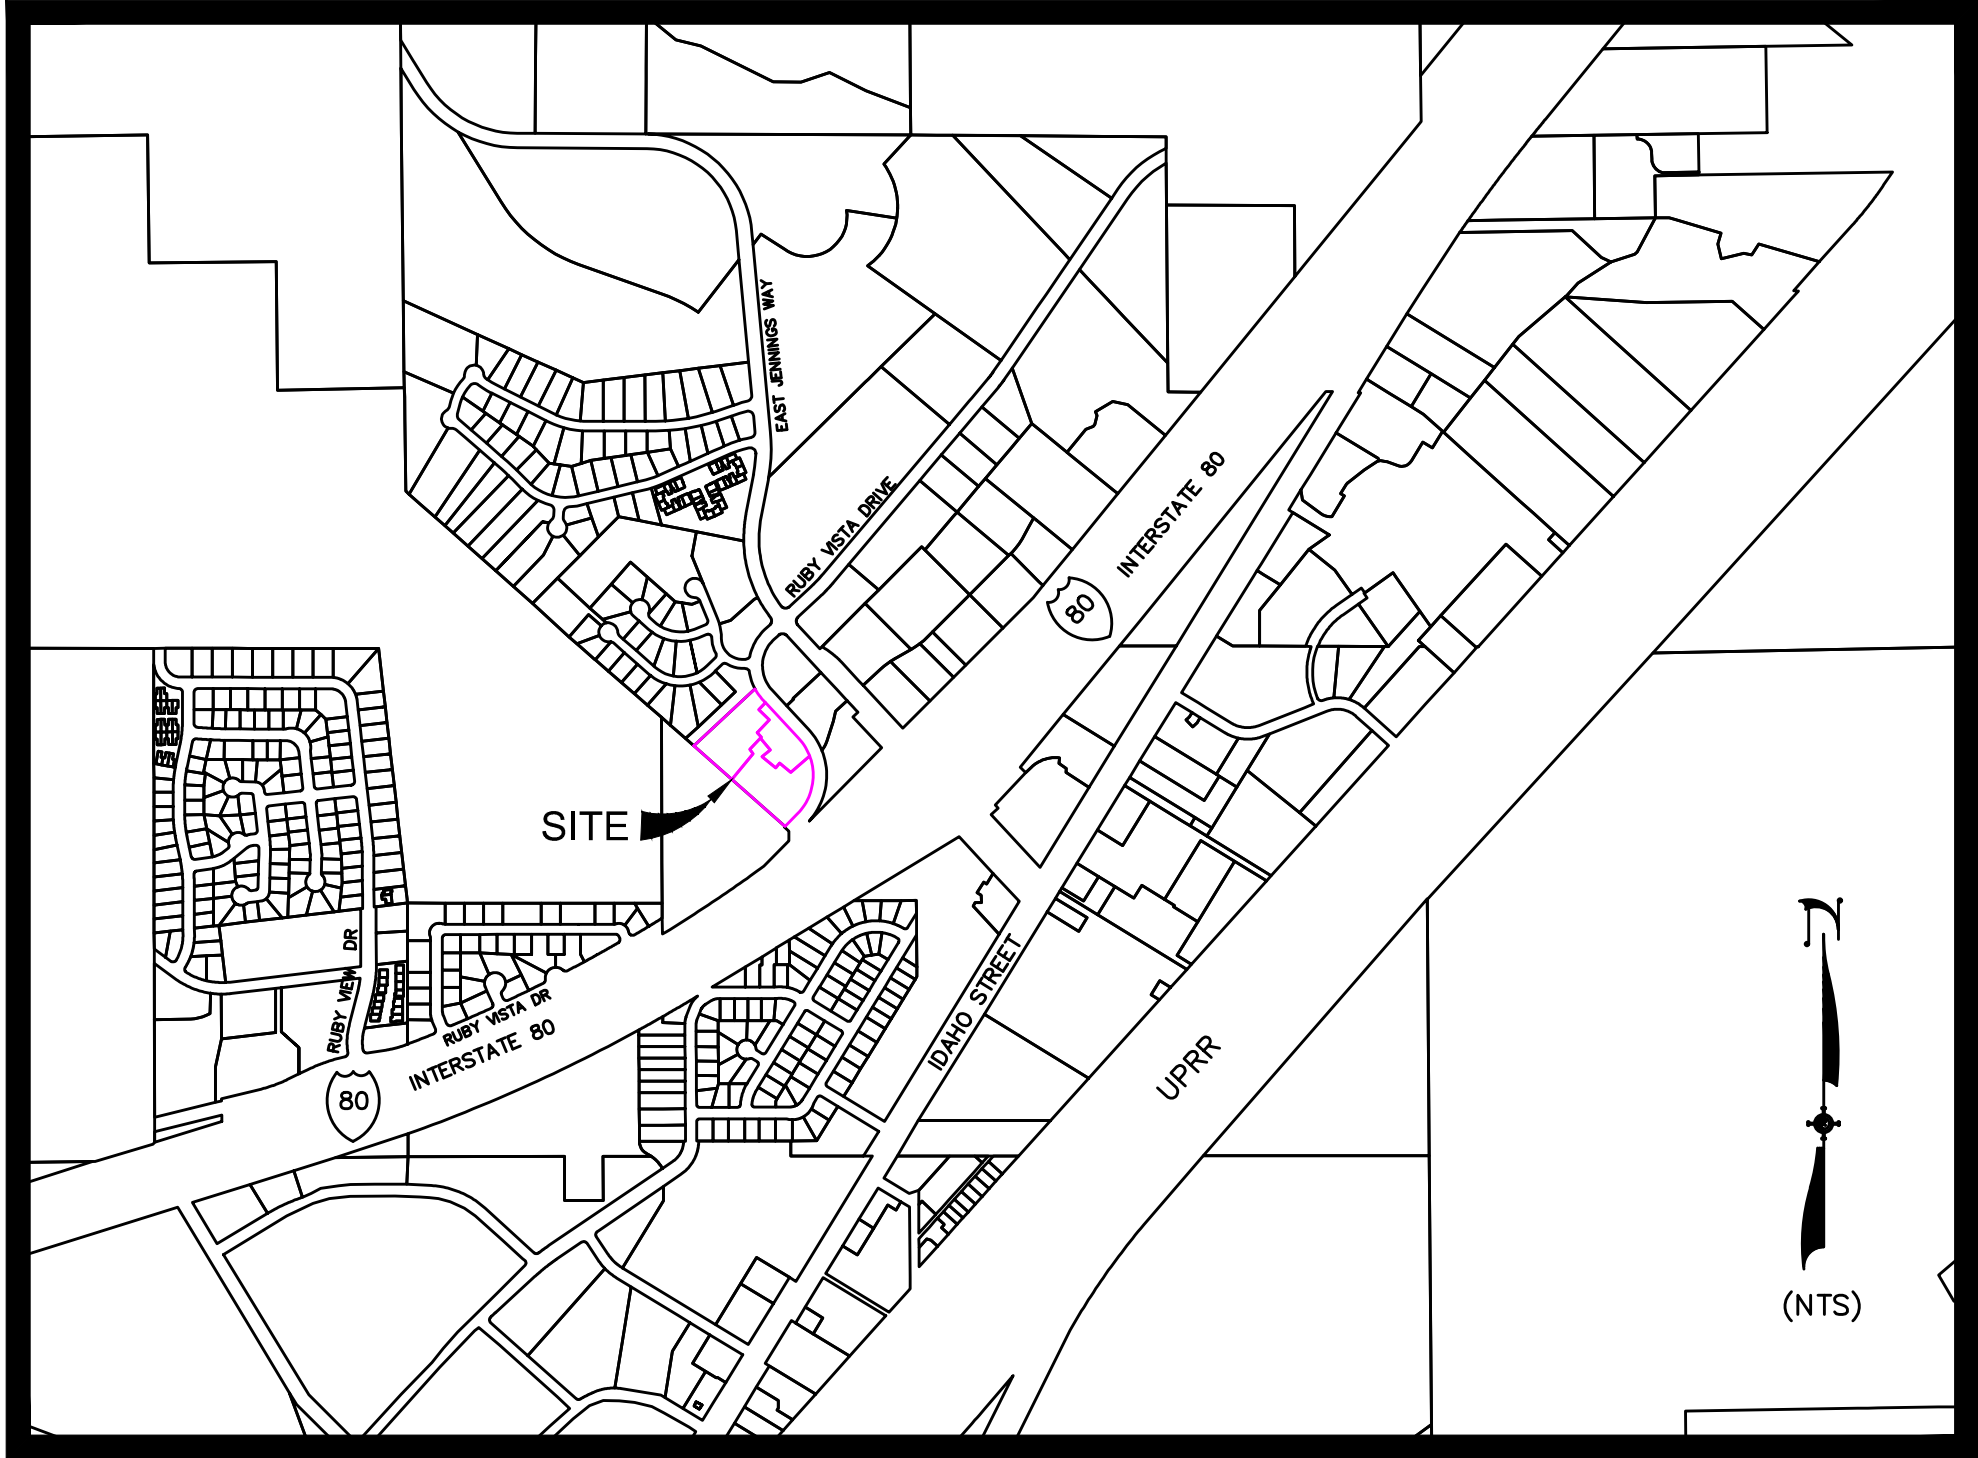 EAST JENNINGS WAY
RUBY VISTA DRIVE
INTERSTATE 80
80
SITE
RUBY VIEW DR
RUBY VISTA DR
INTERSTATE 80
80
IDAHO STREET
UPRR
(NTS)